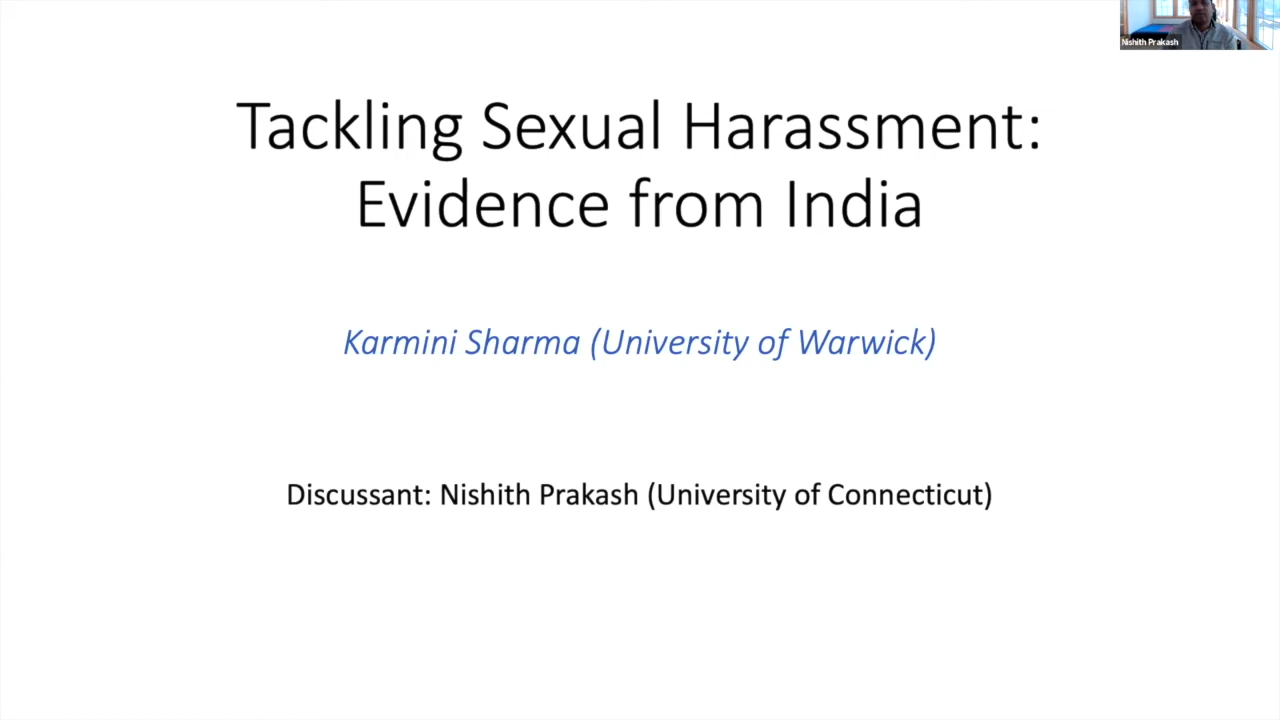 Nishith Prakash
Tackling Sexual Harassment:
Evidence from India
Karmini Sharma (University of Warwick)
Discussant: Nishith Prakash (University of Connecticut)